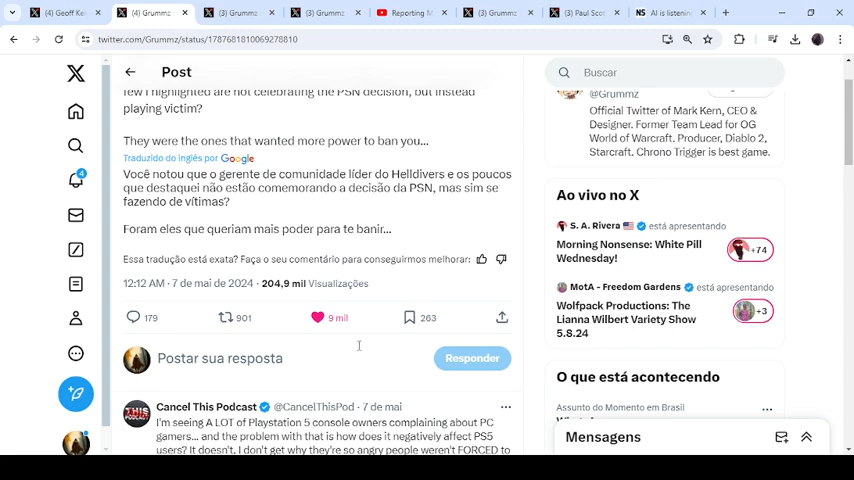 (4) Geoff Kei
(4) Grummz
(3) Grummz
(3) Grummz
Reporting M
(3) Grummz
(3) Paul Sco
NS AI is listening
twitter.com/Grummz/status/1787681810069278810
Post
few I highlighted are not celebrating the PSN decision, but instead
playing victim?
They were the ones that wanted more power to ban you...
Traduzido do inglês por Google
Você notou que o gerente de comunidade líder do Helldivers e os poucos
que destaquei não estão comemorando a decisão da PSN, mas sim se
fazendo de vítimas?
Foram eles que queriam mais poder para te banir...
Essa tradução está exata? Faça o seu comentário para conseguirmos melhorar:
12:12 AM · 7 de mai de 2024 · 204,9 mil Visualizações
179
901
9 mil
263
Postar sua resposta
Responder
Cancel This Podcast @CancelThisPod · 7 de mai
I'm seeing A LOT of Playstation 5 console owners complaining about PC
gamers... and the problem with that is how does it negatively affect PS5
users? It doesn't. I don't get why they're so angry people weren't FORCED to
4
THIS
PODCAST
Buscar
@Grummz
Official Twitter of Mark Kern, CEO &
Designer. Former Team Lead for OG
World of Warcraft. Producer, Diablo 2,
Starcraft. Chrono Trigger is best game.
Ao vivo no X
S. A. Rivera está apresentando
Morning Nonsense: White Pill
Wednesday!
+74
MotA - Freedom Gardens está apresentando
Wolfpack Productions: The
Lianna Wilbert Variety Show
5.8.24
+3
O que está acontecendo
Assunto do Momento em Brasil
Mensagens